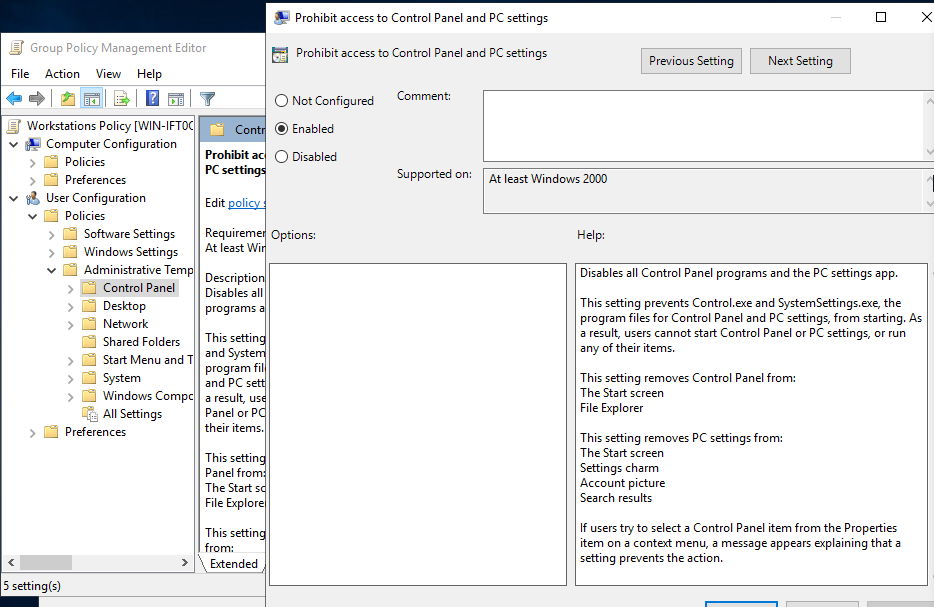 Group Policy Management Editor
File Action View Help
Workstations Policy [WIN-IFT0C
Computer Configuration
Policies
Preferences
User Configuration
Policies
Software Settings
Windows Settings
Administrative Temp
Control Panel
Desktop
Network
Shared Folders
Start Menu and T
System
Windows Compo
All Settings
Preferences
Contr
Prohibit acc
PC settings
Edit policy s
Requiremen
At least Win
Description
Disables all
programs a
This setting
and System
program fil
and PC sett
a result, use
Panel or PC
their items.
This setting
Panel from:
The Start sc
File Explorer
This setting
from:
Extended
5 setting(s)
Prohibit access to Control Panel and PC settings
Prohibit access to Control Panel and PC settings
Previous Setting
Next Setting
Not Configured
Enabled
Disabled
Comment:
Supported on:
At least Windows 2000
Options:
Help:
Disables all Control Panel programs and the PC settings app.
This setting prevents Control.exe and SystemSettings.exe, the
program files for Control Panel and PC settings, from starting. As
a result, users cannot start Control Panel or PC settings, or run
any of their items.
This setting removes Control Panel from:
The Start screen
File Explorer
This setting removes PC settings from:
The Start screen
Settings charm
Account picture
Search results
If users try to select a Control Panel item from the Properties
item on a context menu, a message appears explaining that a
setting prevents the action.